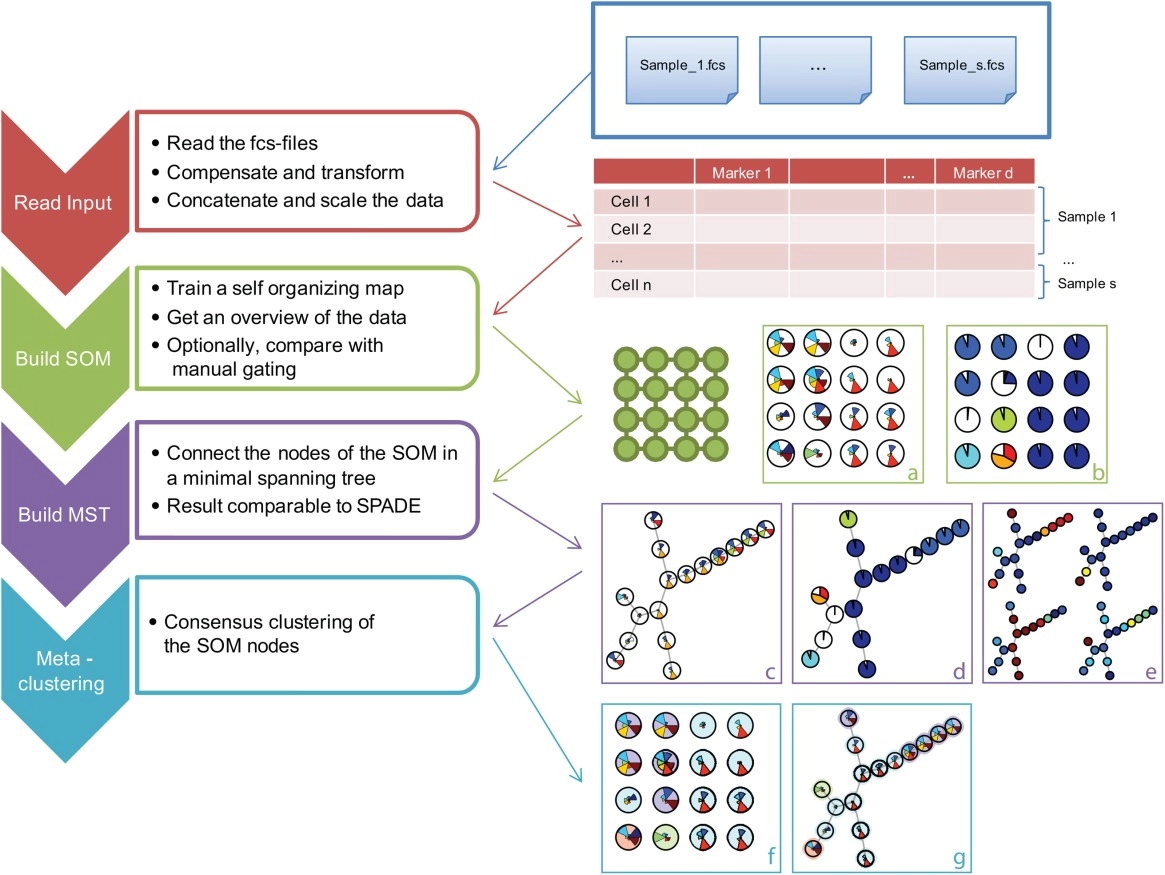 Sample_1.fcs
...
Sample_s.fcs
Read Input
• Read the fcs-files
• Compensate and transform
• Concatenate and scale the data
Marker 1
...
Marker d
Cell 1
Cell 2
...
Cell n
Sample 1
...
Sample s
Build SOM
• Train a self organizing map
• Get an overview of the data
• Optionally, compare with
manual gating
a
b
Build MST
• Connect the nodes of the SOM in
a minimal spanning tree
• Result comparable to SPADE
c
d
e
Meta -
clustering
• Consensus clustering of
the SOM nodes
f
g